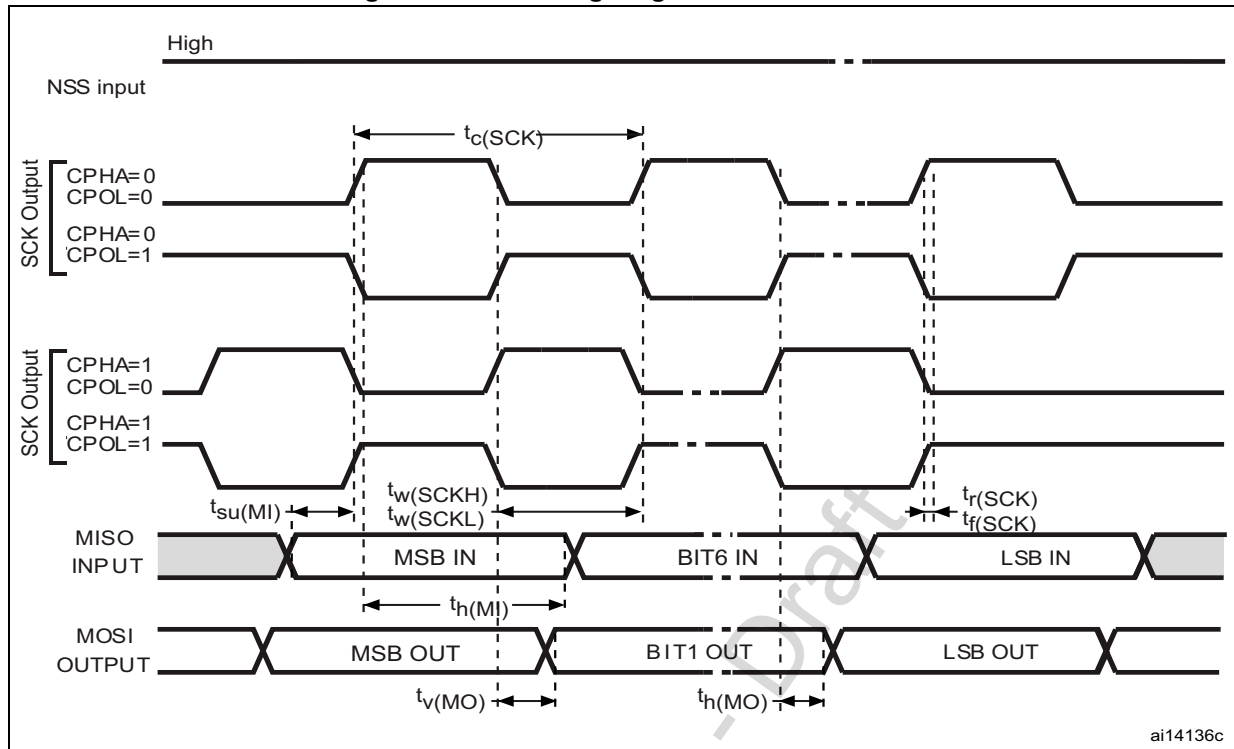 High
NSS input
tc(SCK)
SCK Output
CPHA=0
CPOL=0
CPHA=0
CPOL=1
SCK Output
CPHA=1
CPOL=0
CPHA=1
CPOL=1
tsu(MI)
tw(SCKH)
tw(SCKL)
tr(SCK)
tf(SCK)
MISO
INPUT
MSB IN
BIT6 IN
LSB IN
th(MI)
MOSI
OUTPUT
MSB OUT
BIT1 OUT
LSB OUT
tv(MO)
th(MO)
- Draft
ai14136c